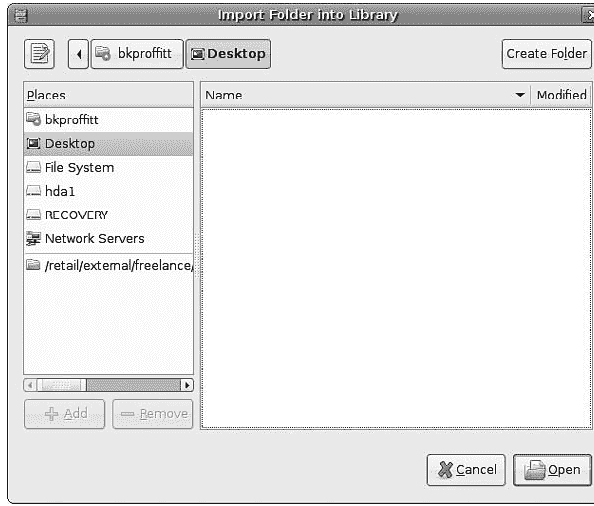 Import Folder into Library
bkproffitt Desktop Create Folder
Places Name Modified
bkproffitt
Desktop
File System
hda1
RECOVERY
Network Servers
/retail/external/freelance/
Add Remove
Cancel Open